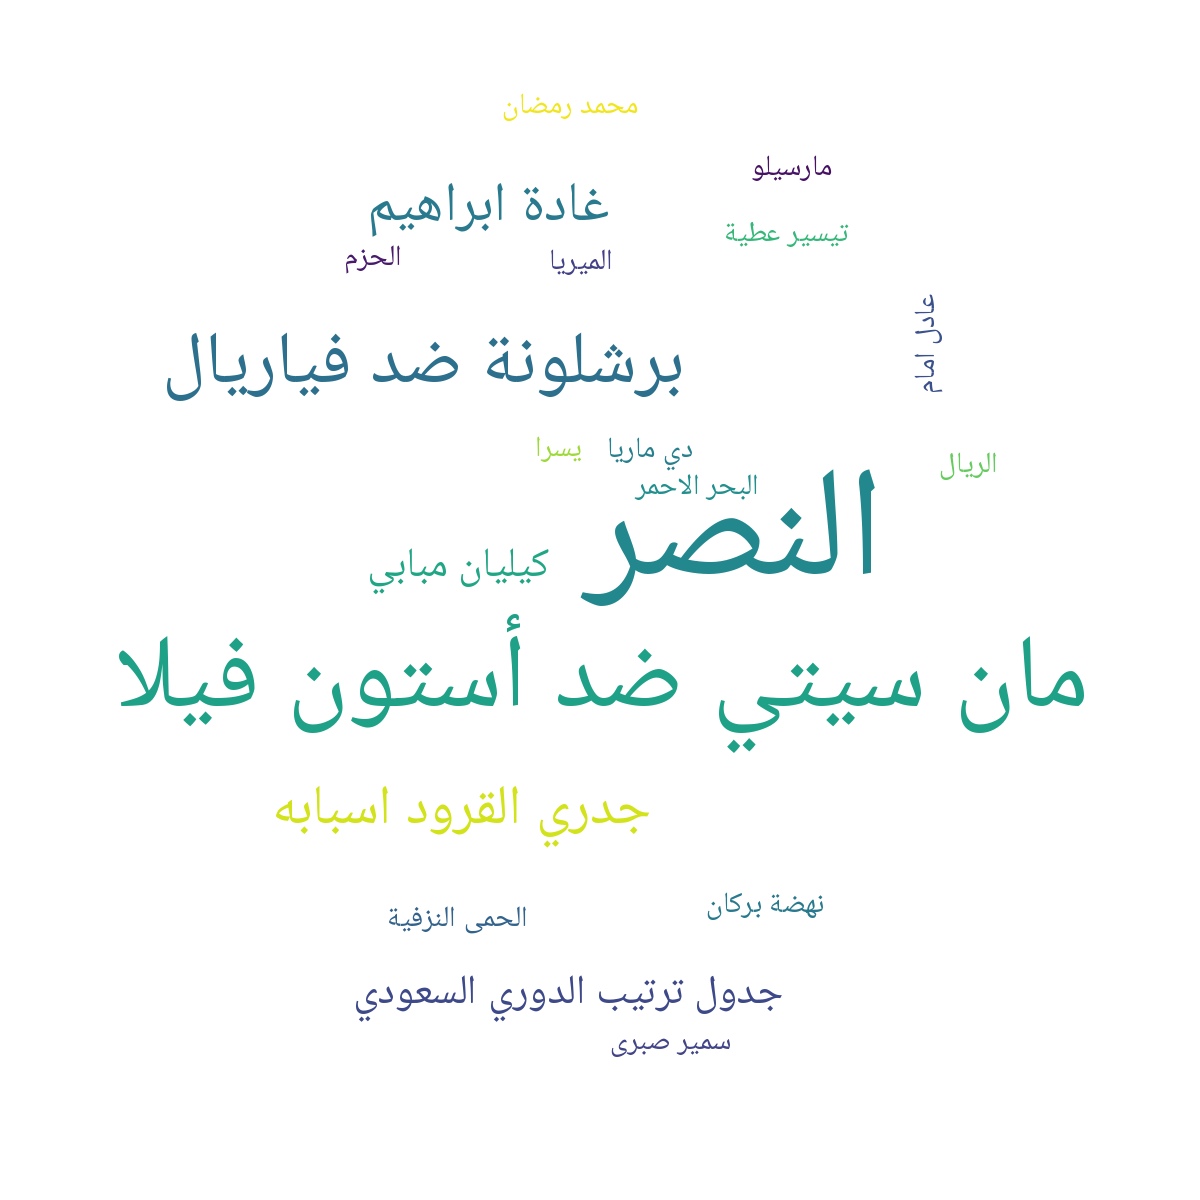 محمد رمضان
مارسيلو
غادة ابراهيم
تيسير عطية
الحزم
الميريا
عادل امام
برشلونة ضد فياريال
يسرا
دي ماريا
الريال
البحر الاحمر
النصر
كيليان مبابي
مان سيتي ضد أستون فيلا
جدري القرود اسبابه
نهضة بركان
الحمى النزفية
جدول ترتيب الدوري السعودي
سمير صبرى